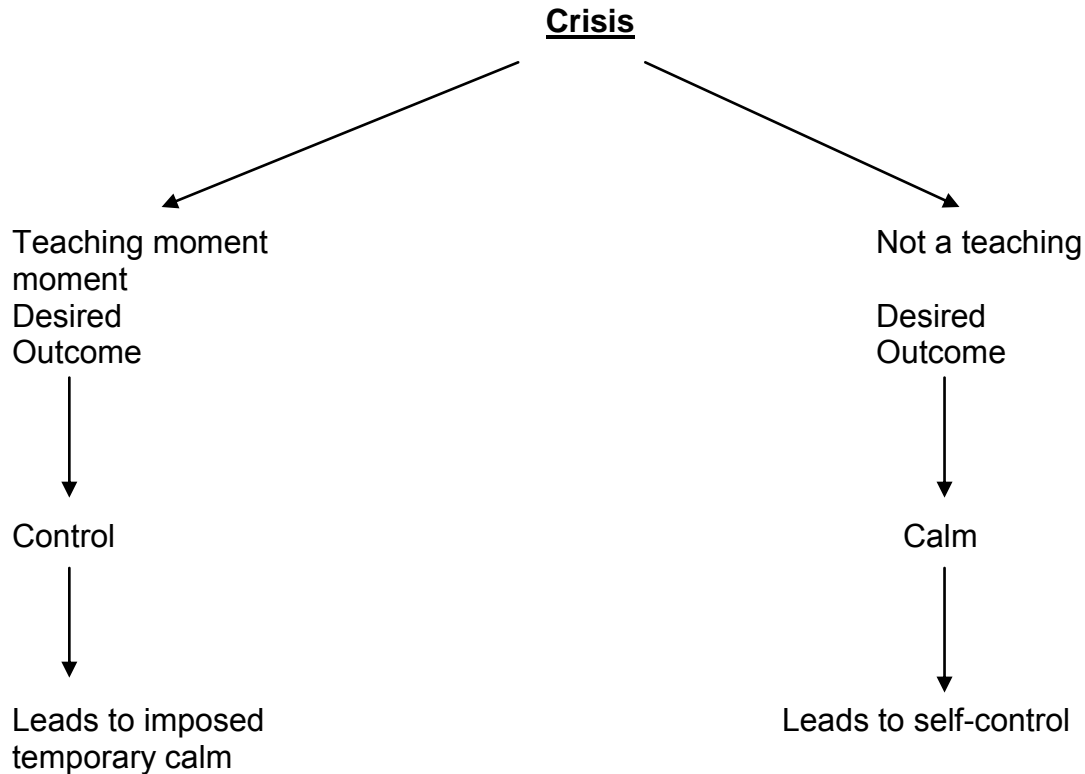 Crisis
Teaching moment Not a teaching
moment
Desired Desired
Outcome Outcome
Control Calm
Leads to imposed Leads to self-control
temporary calm